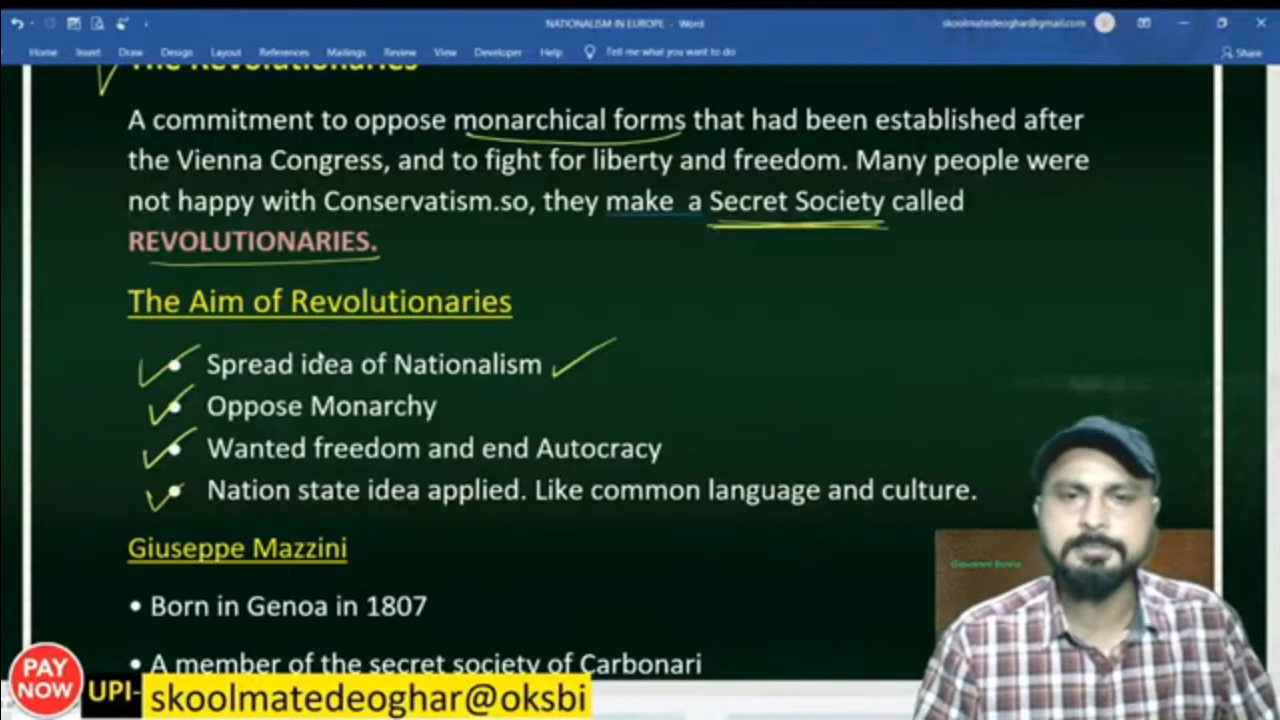 NATIONALISM IN EUROPE - Word
skoolmatedeoghar@gmail.com
Home Insert Draw Design Layout References Mailings Review View Developer Help Tell me what you want to do
Share
The Revolutionaries
A commitment to oppose monarchical forms that had been established after
the Vienna Congress, and to fight for liberty and freedom. Many people were
not happy with Conservatism.so, they make a Secret Society called
REVOLUTIONARIES.
The Aim of Revolutionaries
• Spread idea of Nationalism
• Oppose Monarchy
• Wanted freedom and end Autocracy
• Nation state idea applied. Like common language and culture.
Giuseppe Mazzini
• Born in Genoa in 1807
• A member of the secret society of Carbonari
PAY
NOW
UPI-
skoolmatedeoghar@oksbi